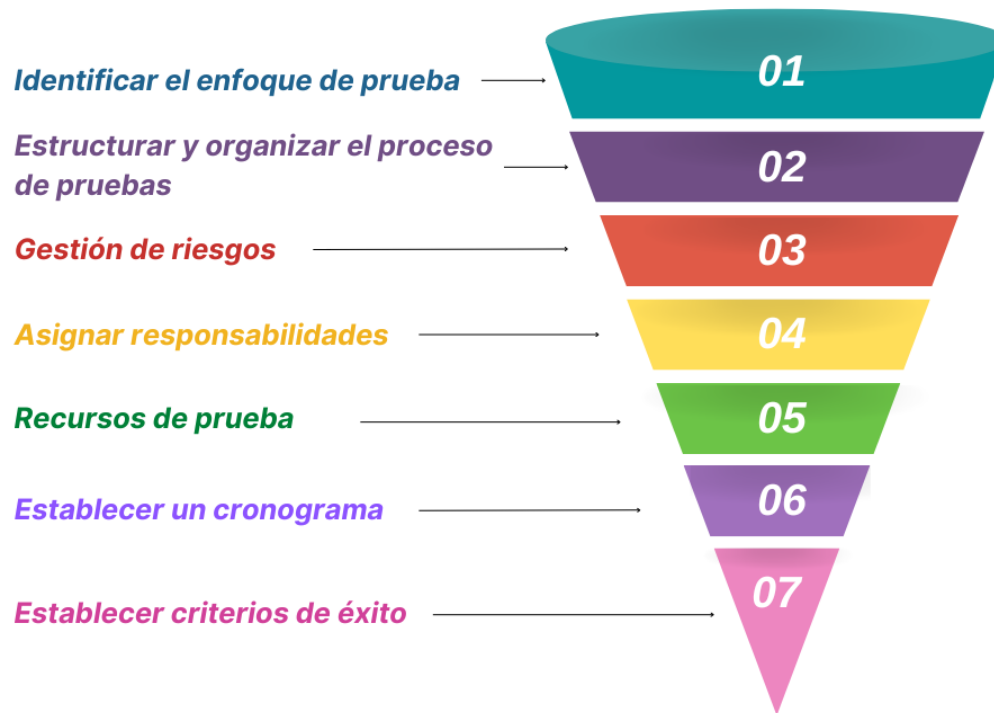 Identificar el enfoque de prueba
01
Estructurar y organizar el proceso
de pruebas
02
Gestión de riesgos
03
Asignar responsabilidades
04
Recursos de prueba
05
Establecer un cronograma
06
Establecer criterios de éxito
07